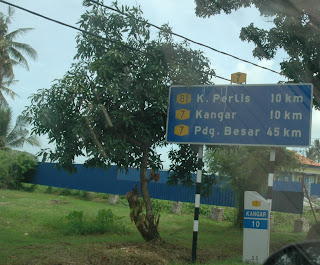 81 K. Perlis 10 km
7 Kangar 10 km
7 Pdg. Besar 45 km
KANGAR
10